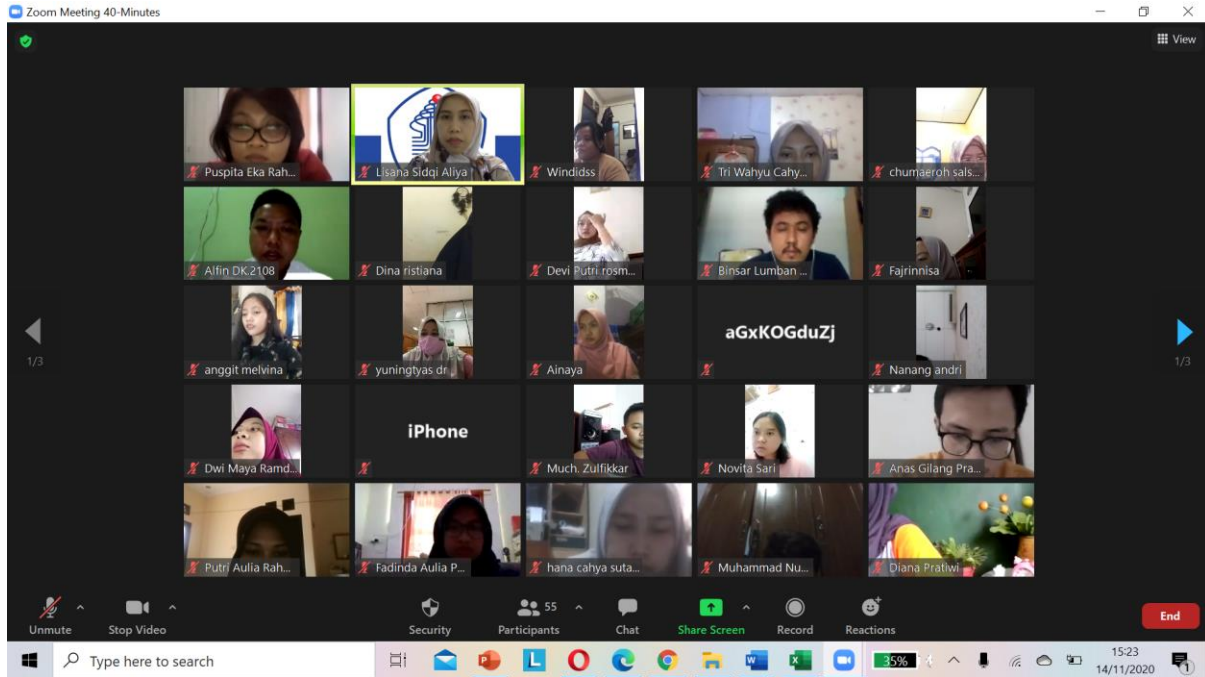 Zoom Meeting 40-Minutes
View
Puspita Eka Rah...
Lisana Sidqi Aliya
Windidss
Tri Wahyu Cahy...
chumaeroh sals...
Alfin DK.2108
Dina ristiana
Devi Putri rosm...
Binsar Lumban ...
Fajrinnisa
anggit melvina
yuningtyas dr
Ainaya
aGxKOGduZj
Nanang andri
1/3
1/3
Dwi Maya Ramd...
iPhone
Much. Zulfikkar
Novita Sari
Anas Gilang Pra...
Putri Aulia Rah...
Fadinda Aulia P...
hana cahya suta...
Muhammad Nu...
Diana Pratiwi
Unmute
Stop Video
Security
55
Participants
Chat
Share Screen
Record
Reactions
End
Type here to search
35%
15:23
14/11/2020
1